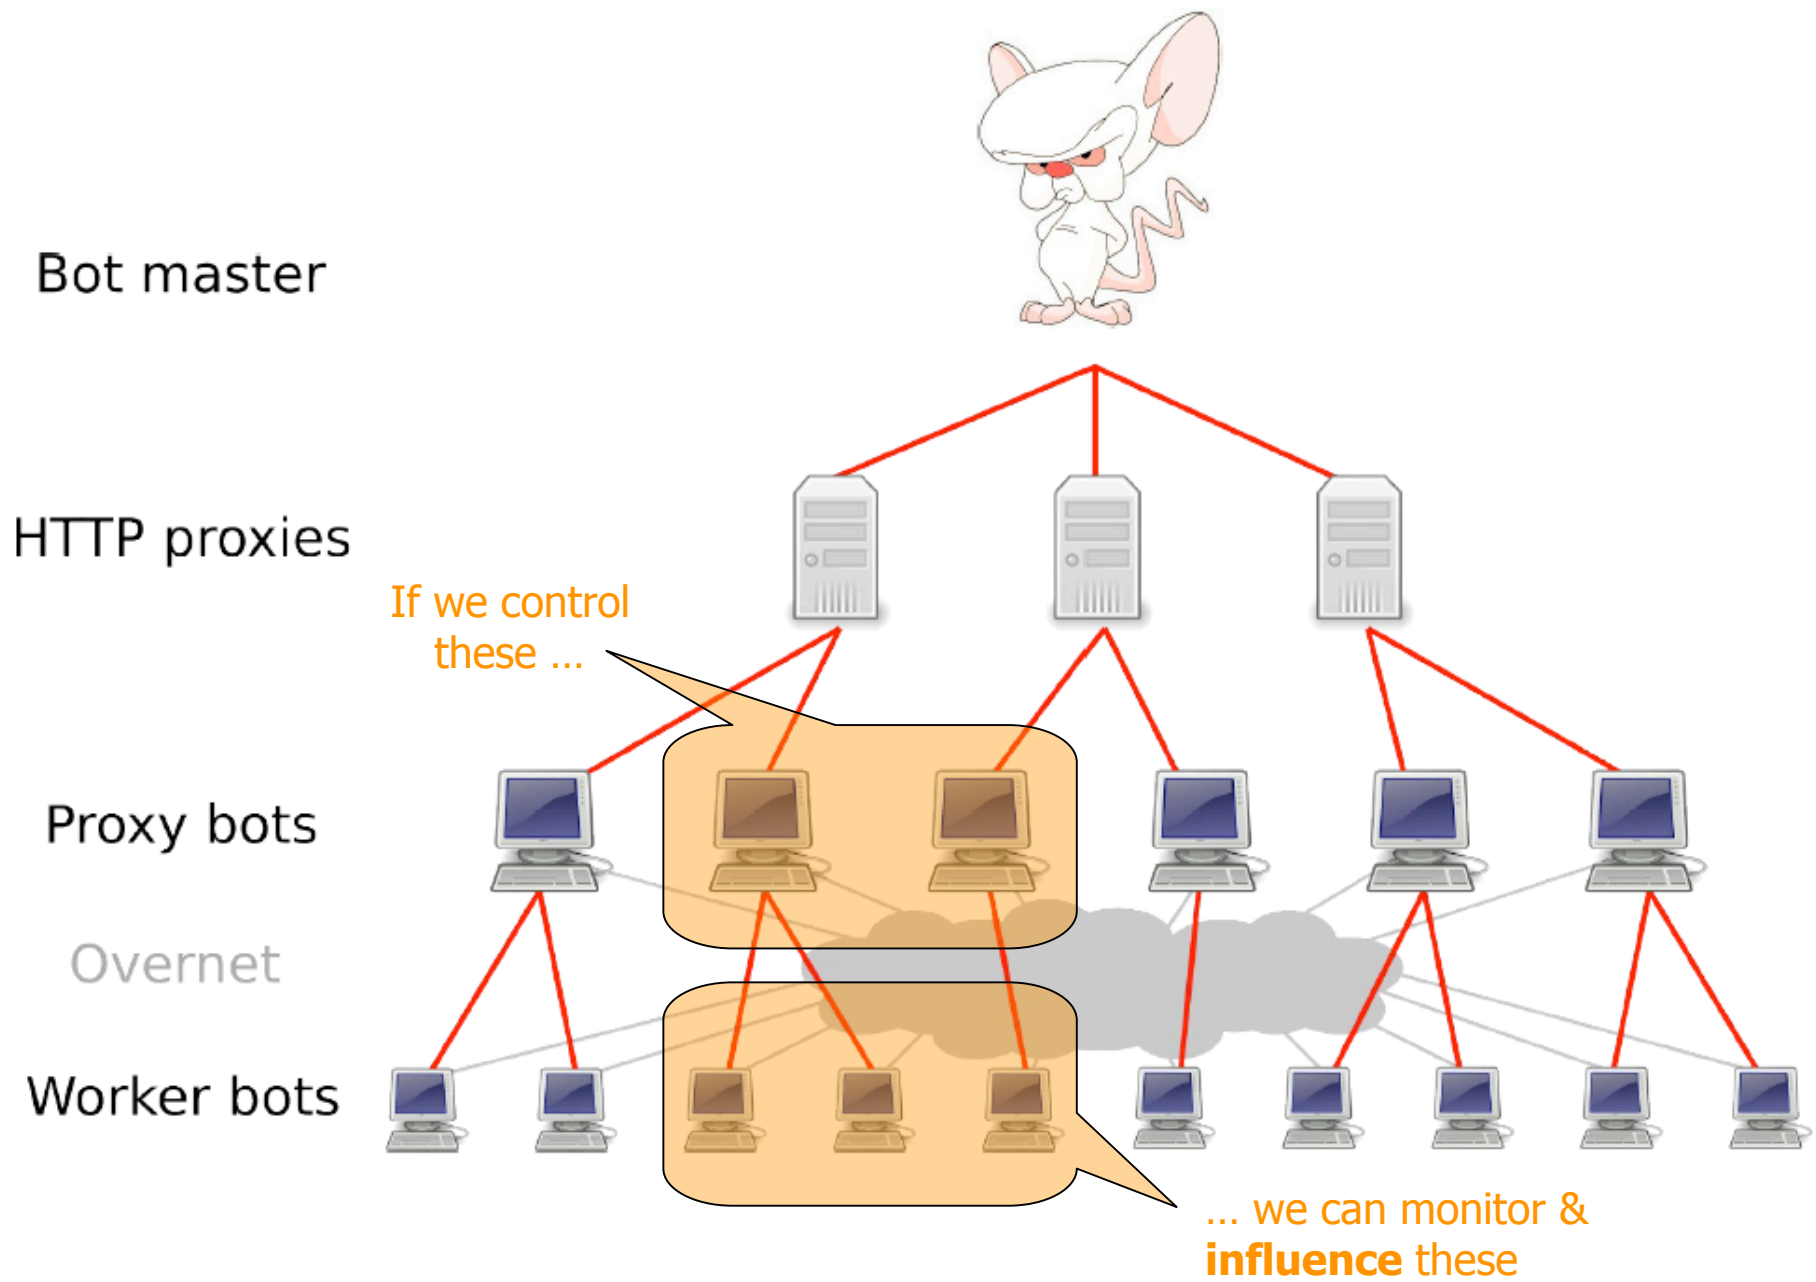 Bot master
HTTP proxies
If we control
these ...
Proxy bots
Overnet
Worker bots
... we can monitor &
influence these